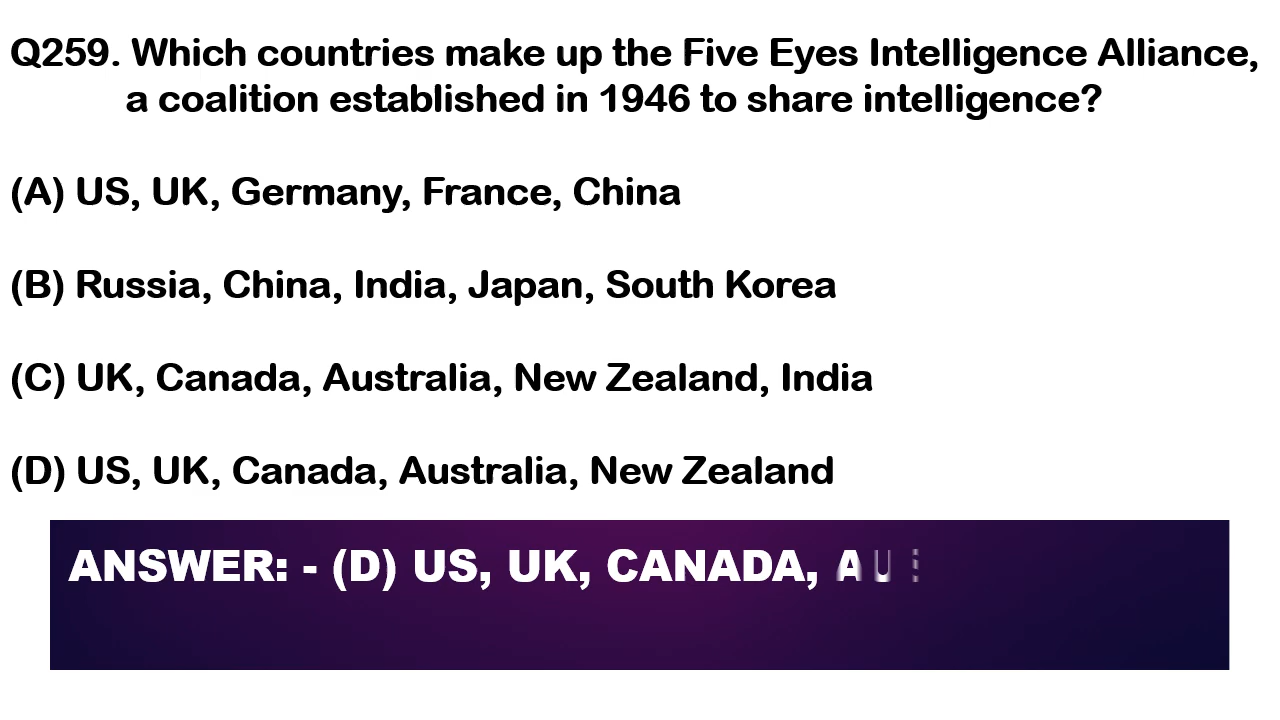 Q259. Which countries make up the Five Eyes Intelligence Alliance,
a coalition established in 1946 to share intelligence?
(A) US, UK, Germany, France, China
(B) Russia, China, India, Japan, South Korea
(C) UK, Canada, Australia, New Zealand, India
(D) US, UK, Canada, Australia, New Zealand
ANSWER: - (D) US, UK, CANADA, AU